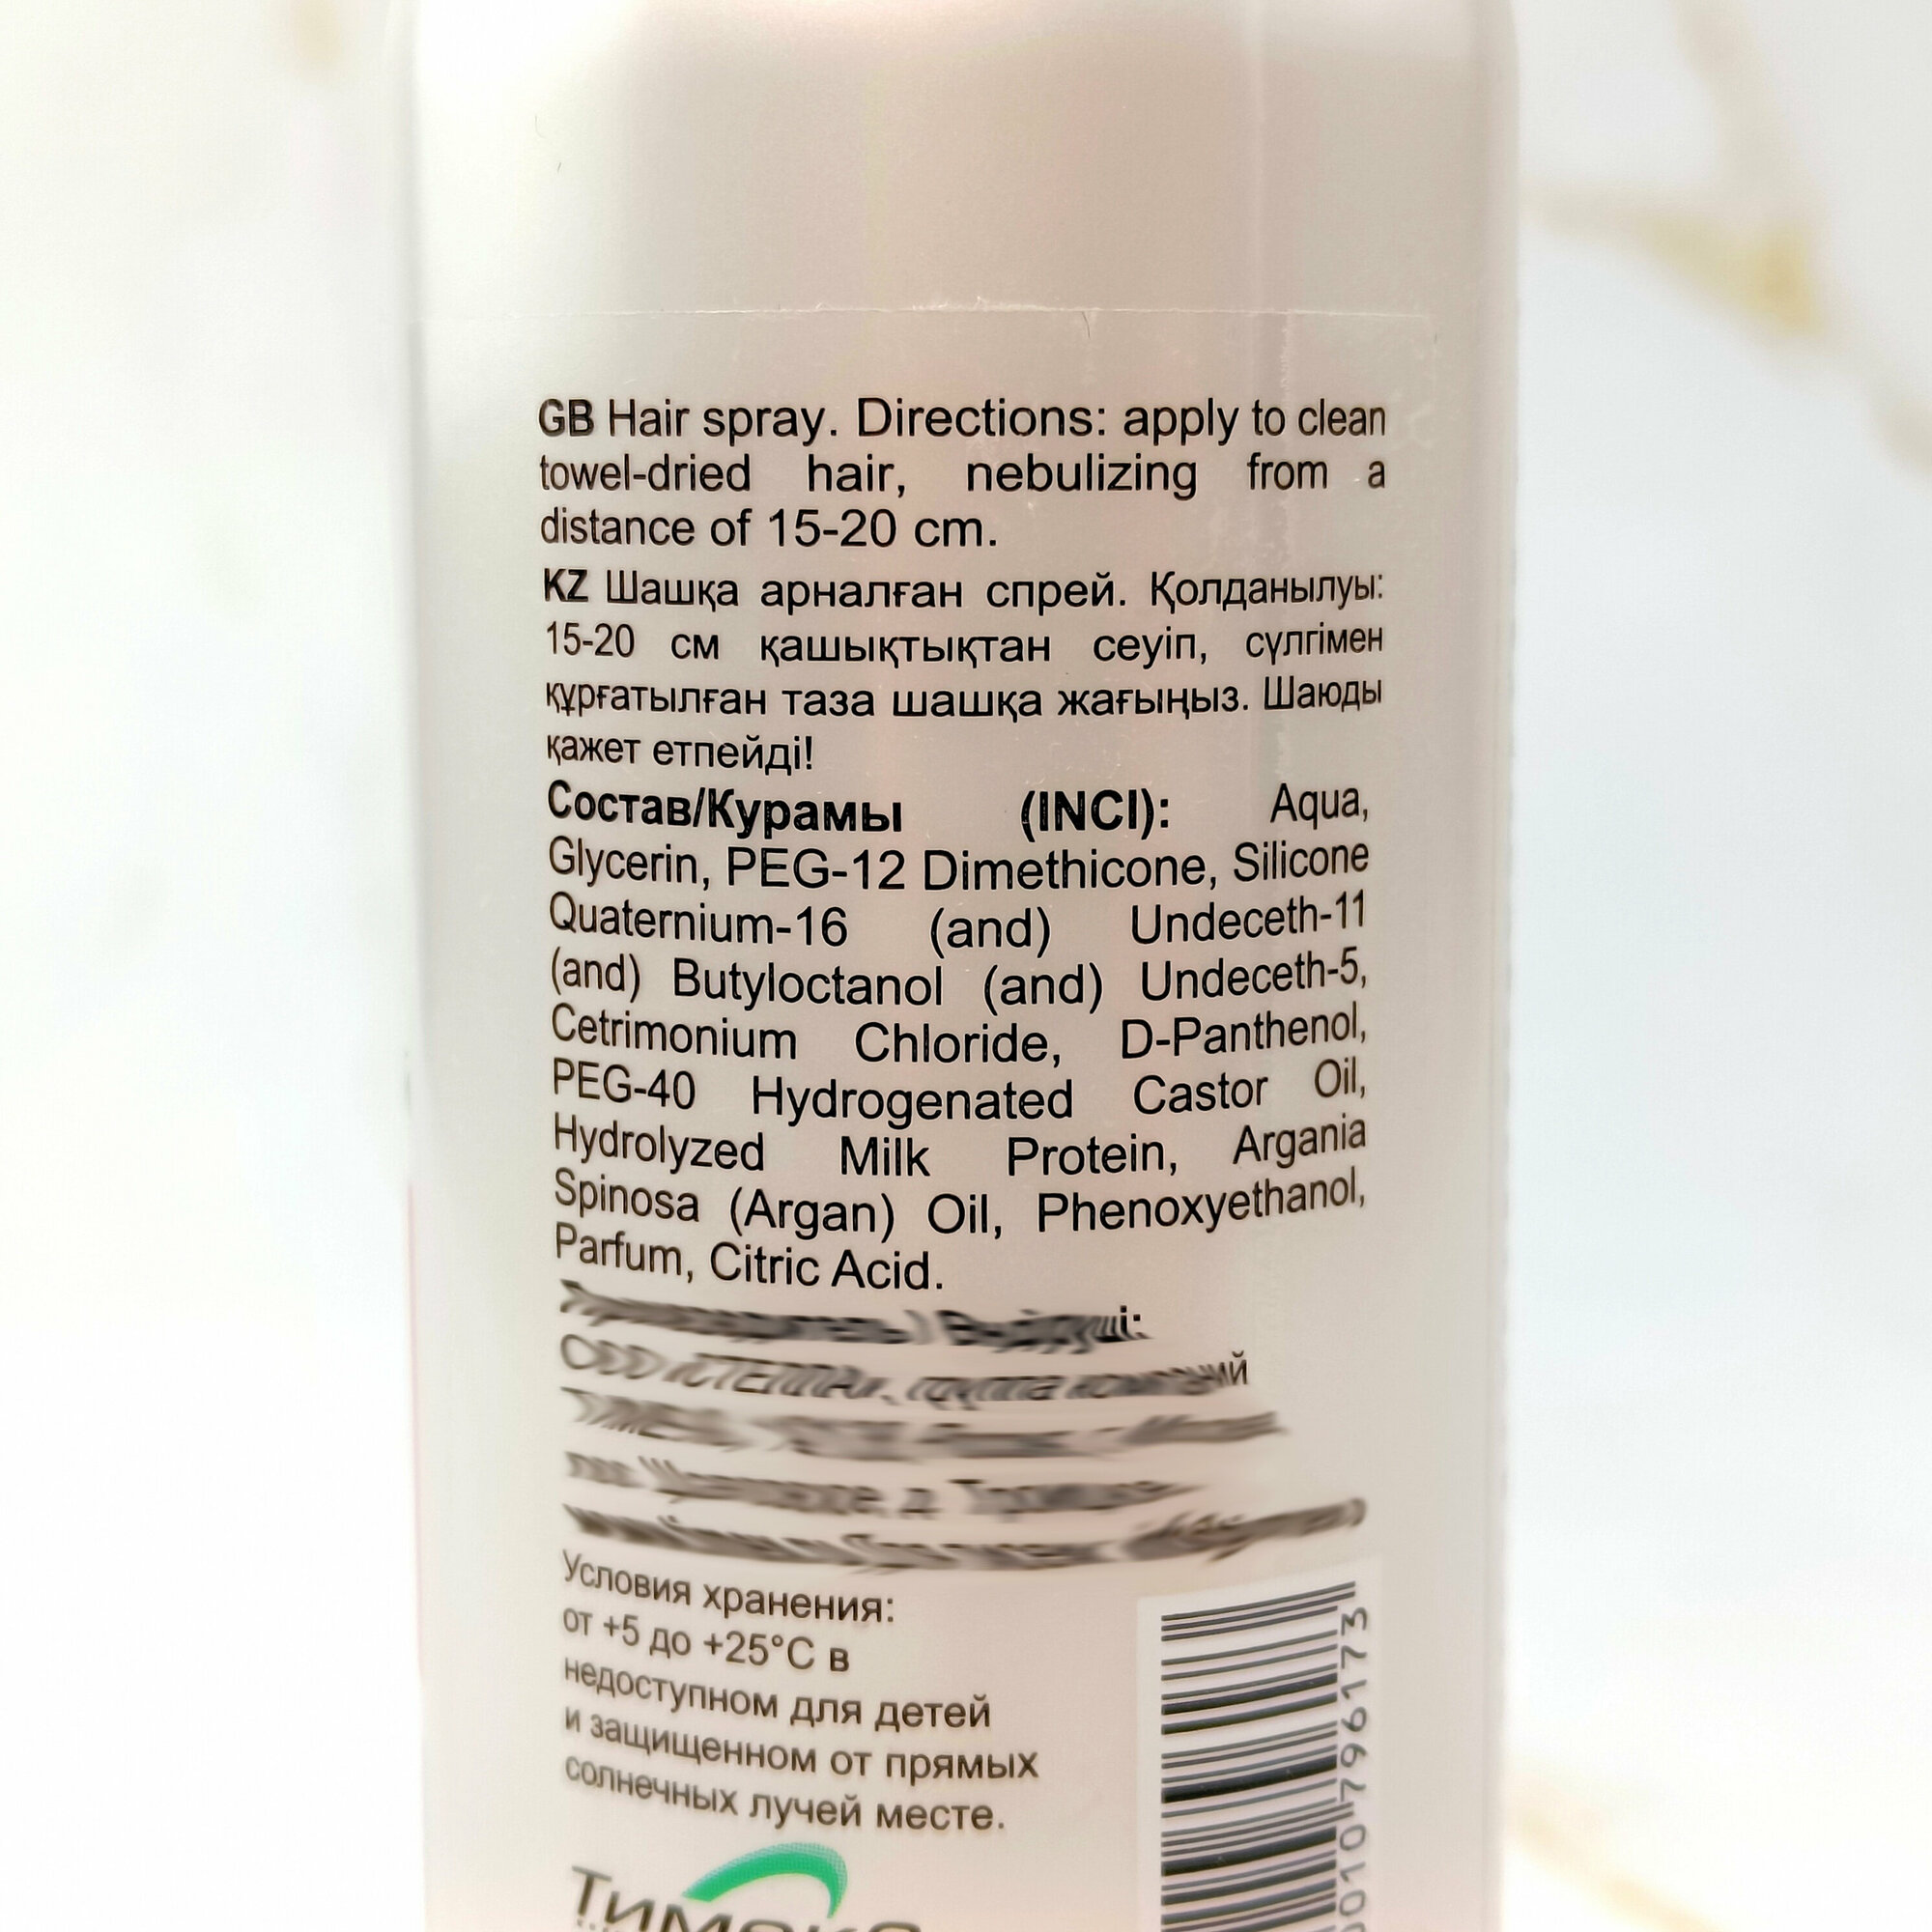 GB Hair spray. Directions: apply to clean
towel-dried hair, nebulizing from a
distance of 15-20 cm.
KZ Шашқа арналған спрей. Қолданылуы:
15-20 см қашықтықтан сеуіп, сүлгімен
құрғатылған таза шашқа жағыңыз. Шаюды
қажет етпейді!
Состав/Курамы (INCI): Aqua,
Glycerin, PEG-12 Dimethicone, Silicone
Quaternium-16 (and) Undeceth-11
(and) Butyloctanol (and) Undeceth-5,
Cetrimonium Chloride, D-Panthenol,
PEG-40 Hydrogenated Castor Oil,
Hydrolyzed Milk Protein, Argania
Spinosa (Argan) Oil, Phenoxyethanol,
Parfum, Citric Acid.
группа компаний
Условия хранения:
от +5 до +25°C в
недоступном для детей
и защищенном от прямых
солнечных лучей месте.